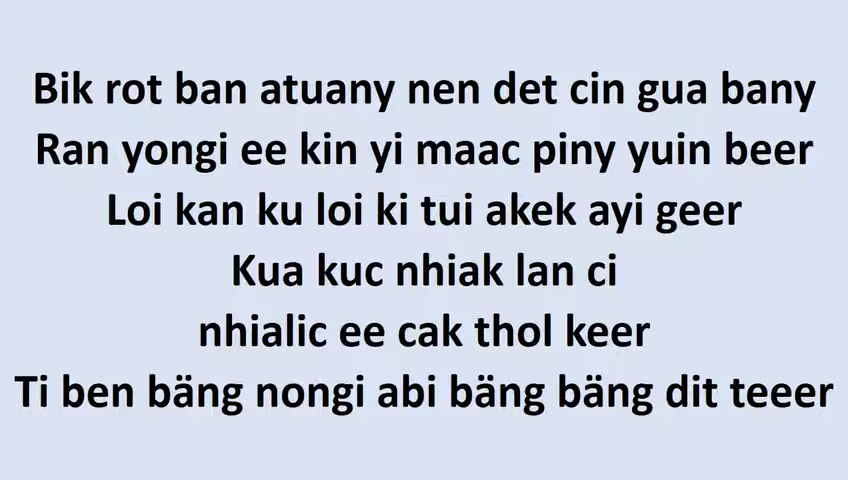 Bik rot ban atuany nen det cin gua bany
Ran yongi ee kin yi maac piny yuin beer
Loi kan ku loi ki tui akek ayi geer
Kua kuc nhiak lan ci
nhialic ee cak thol keer
Ti ben bäng nongi abi bäng bäng dit teeer